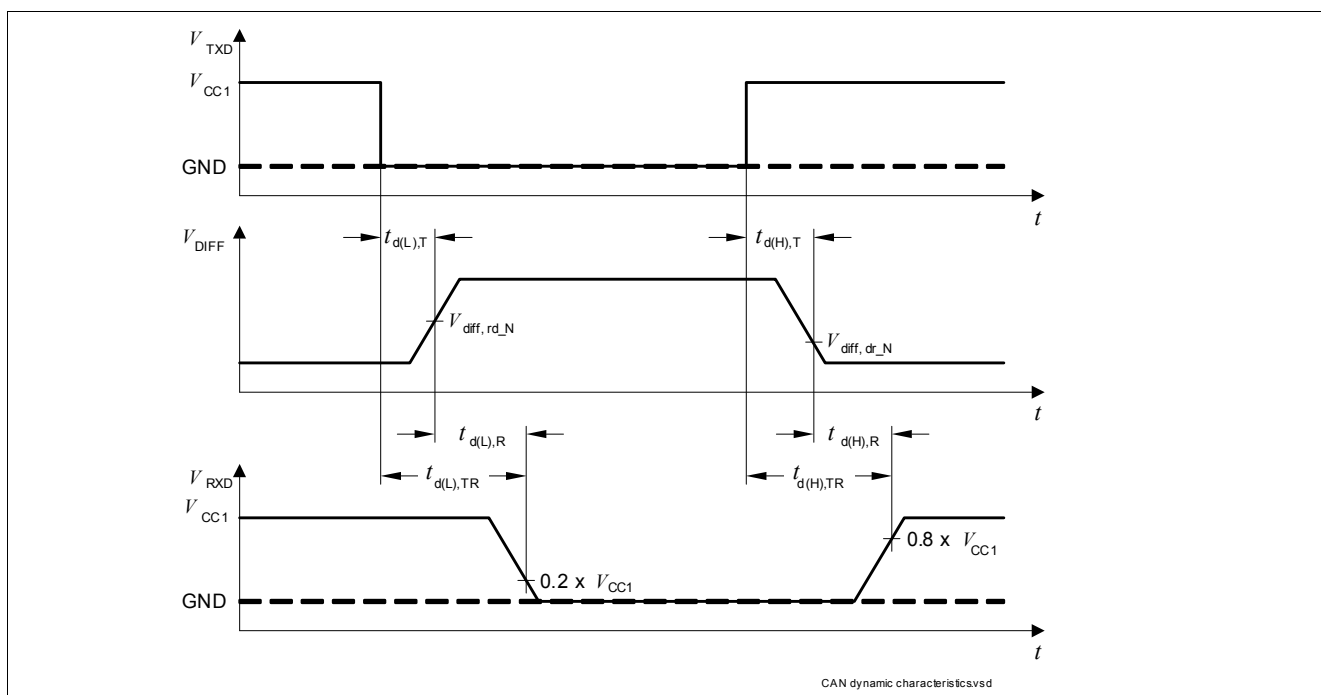 V TXD
V CC1
GND
t
V DIFF
t d(L),T
t d(H),T
V diff, rd_N
V diff, dr_N
t
t d(L),R
t d(H),R
t d(L),TR
t d(H),TR
V RXD
V CC1
0.8 x V CC1
0.2 x V CC1
GND
t
CAN dynamic characteristics.vsd